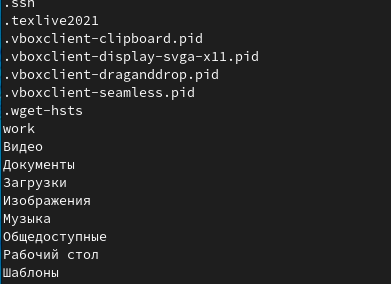 .ssh
.texlive2021
.vboxclient-clipboard.pid
.vboxclient-display-svga-x11.pid
.vboxclient-draganddrop.pid
.vboxclient-seamless.pid
.wget-hsts
work
Видео
Документы
Загрузки
Изображения
Музыка
Общедоступные
Рабочий стол
Шаблоны